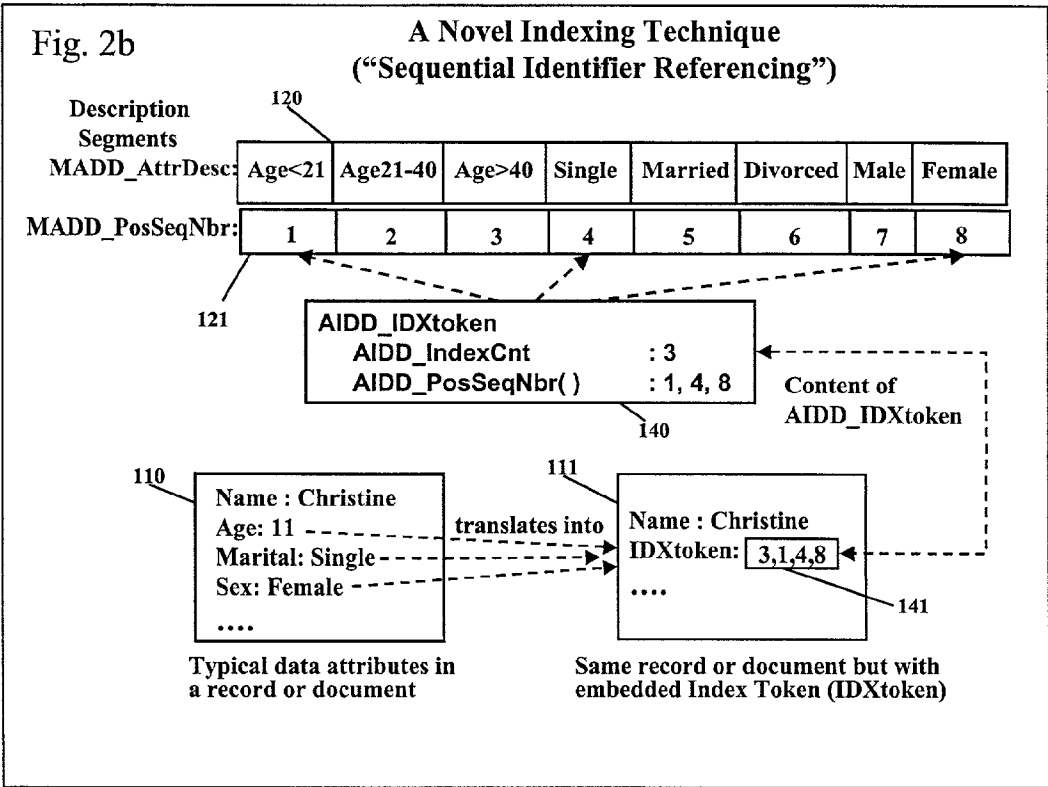 Fig. 2b
A Novel Indexing Technique
("Sequential Identifier Referencing")
Description
Segments
120
MADD_AttrDesc: Age<21 Age21-40 Age>40 Single Married Divorced Male Female
MADD_PosSeqNbr: 1 2 3 4 5 6 7 8
121
AIDD_IDXtoken
AIDD_IndexCnt : 3
AIDD_PosSeqNbr( ) : 1, 4, 8
140
Content of
AIDD_IDXtoken
110
Name : Christine
Age: 11
Marital: Single
Sex: Female
....
translates into
111
Name : Christine
IDXtoken: 3,1,4,8
....
141
Typical data attributes in
a record or document
Same record or document but with
embedded Index Token (IDXtoken)